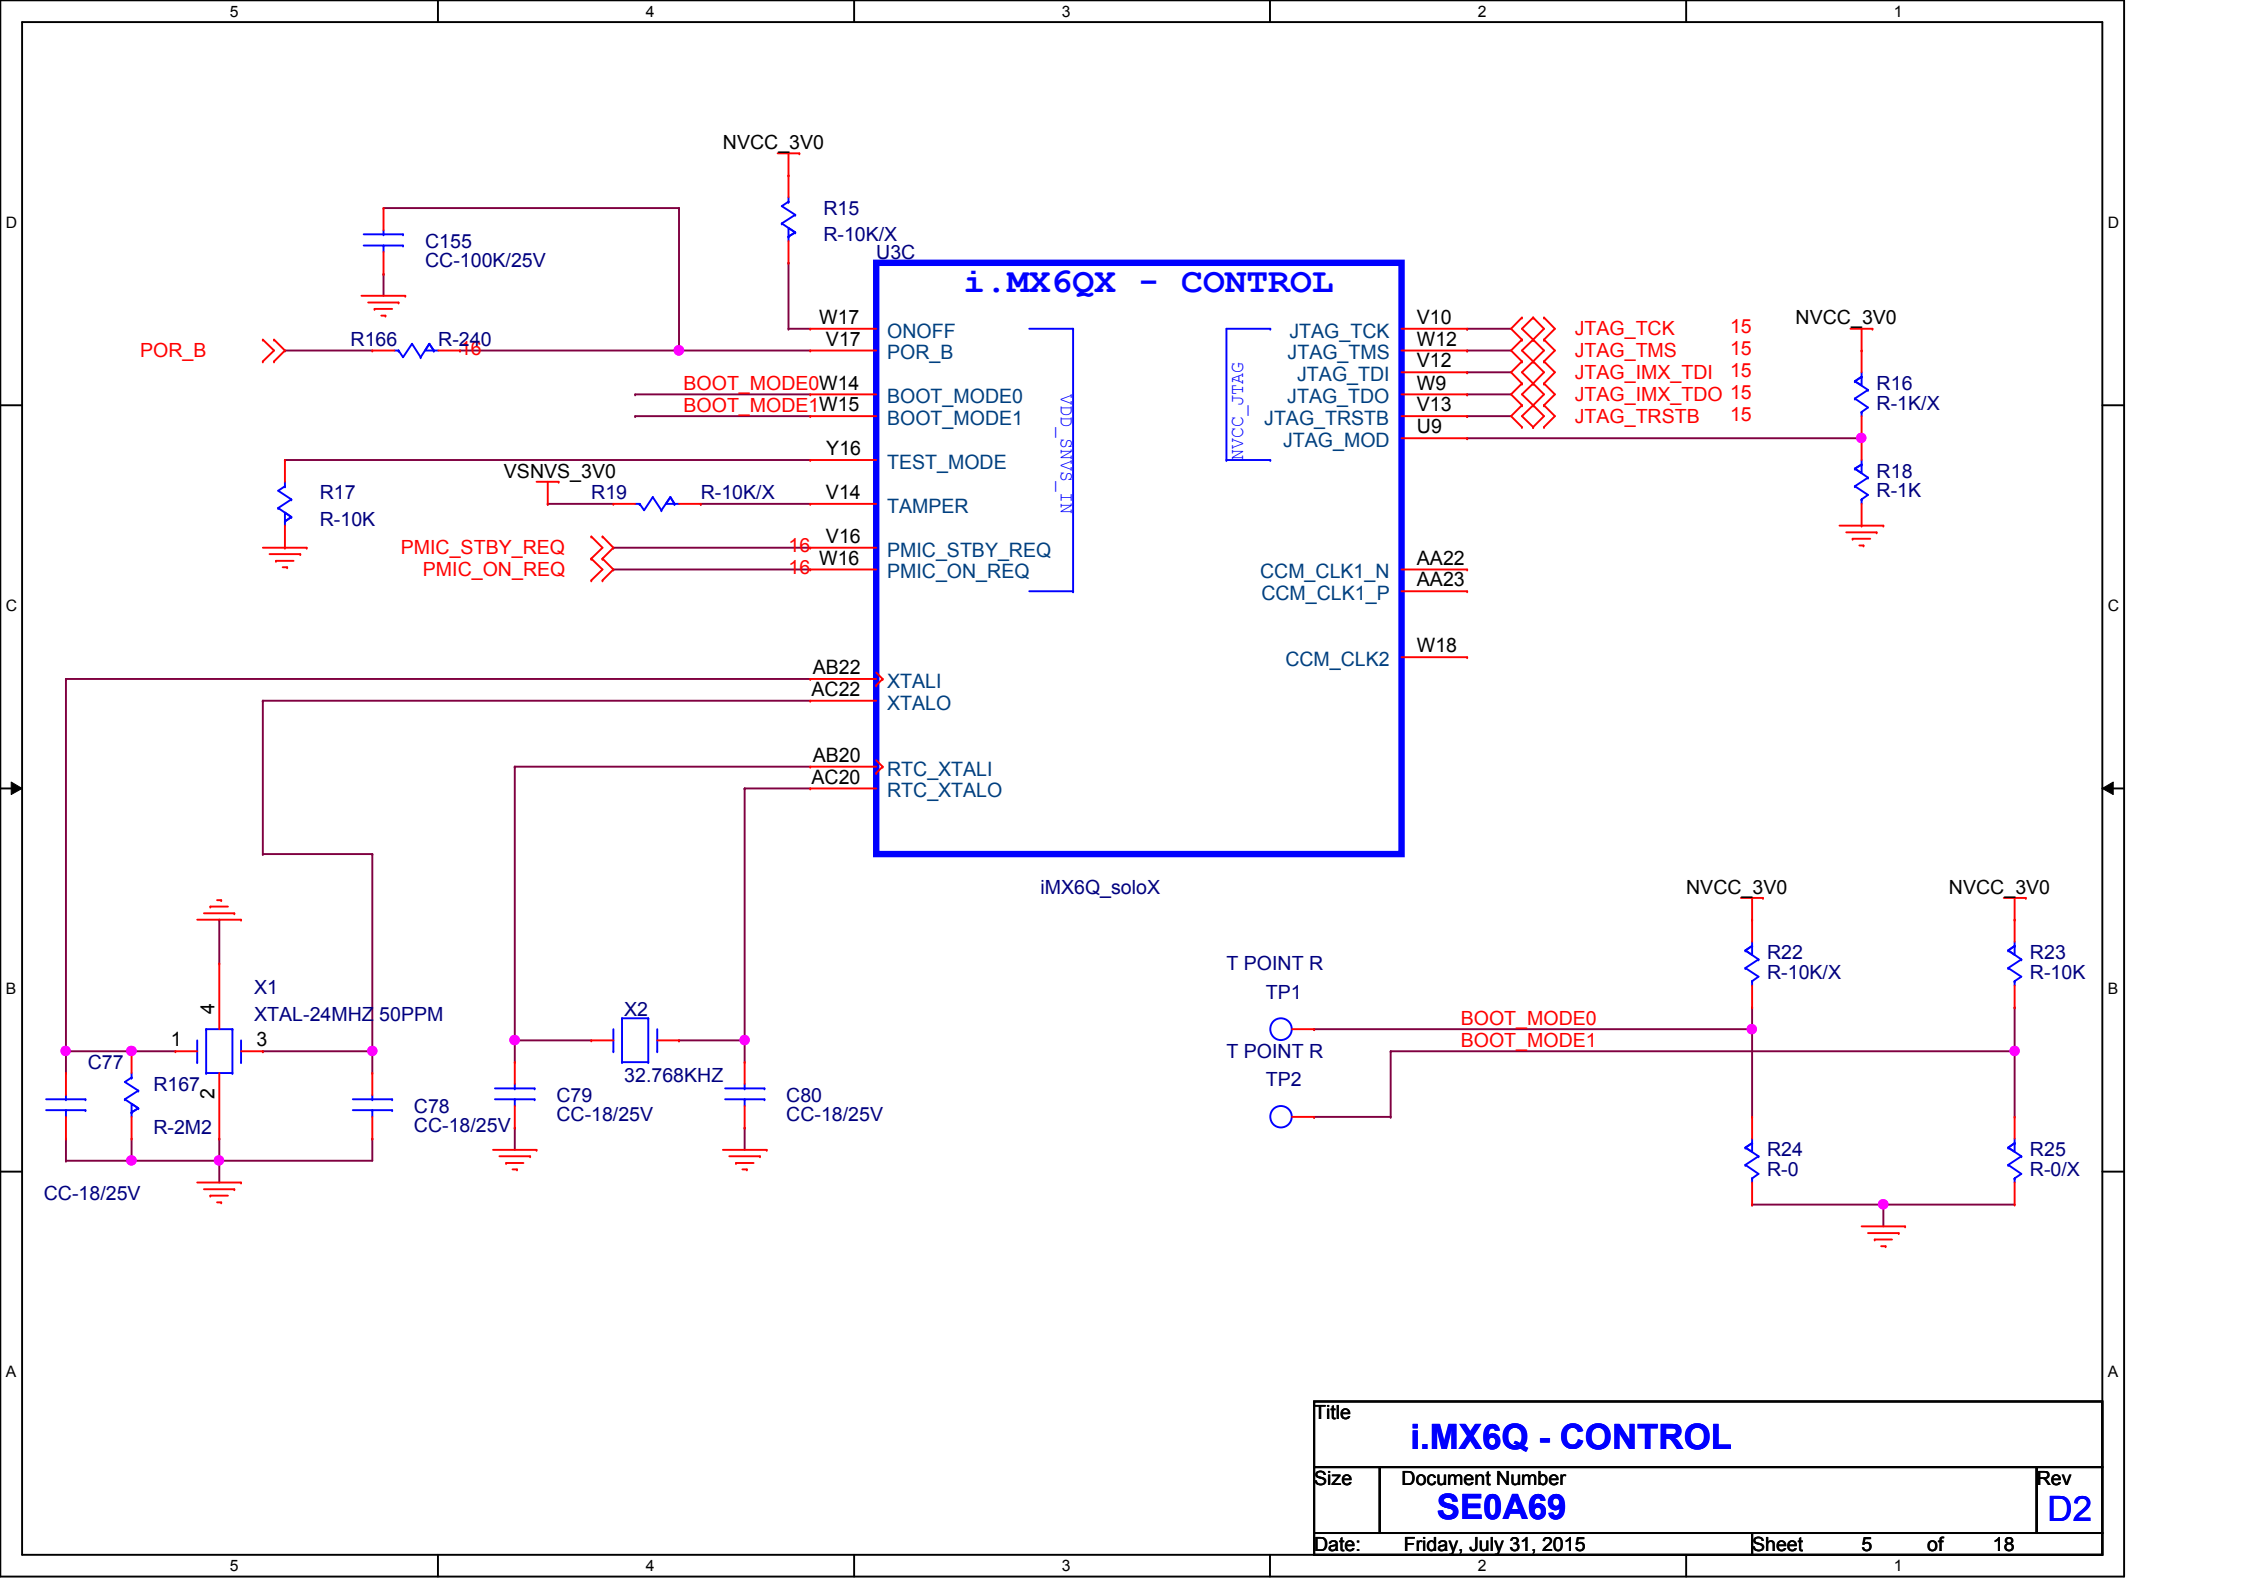 5 4 3 2 1
D D
C C
B B
A A
NVCC_3V0
R15
R-10K/X
U3C
C155
CC-100K/25V
i.MX6QX - CONTROL
POR_B
R166 R-240
16
W17 ONOFF
V17 POR_B
BOOT_MODE0 W14 BOOT_MODE0
BOOT_MODE1 W15 BOOT_MODE1
Y16 TEST_MODE
R17
R-10K
VSNVS_3V0
R19 R-10K/X V14 TAMPER
PMIC_STBY_REQ 16 V16 PMIC_STBY_REQ
PMIC_ON_REQ 16 W16 PMIC_ON_REQ
VDD_SNVS_IN
NVCC_JTAG
JTAG_TCK V10 JTAG_TCK 15
JTAG_TMS W12 JTAG_TMS 15
JTAG_TDI V12 JTAG_IMX_TDI 15
JTAG_TDO W9 JTAG_IMX_TDO 15
JTAG_TRSTB V13 JTAG_TRSTB 15
JTAG_MOD U9
NVCC_3V0
R16
R-1K/X
R18
R-1K
CCM_CLK1_N AA22
CCM_CLK1_P AA23
CCM_CLK2 W18
AB22 XTALI
AC22 XTALO
AB20 RTC_XTALI
AC20 RTC_XTALO
iMX6Q_soloX
X1
XTAL-24MHZ 50PPM
4
1 3
2
C77
R167
R-2M2
CC-18/25V
C78
CC-18/25V
X2
32.768KHZ
C79
CC-18/25V
C80
CC-18/25V
NVCC_3V0 NVCC_3V0
R22
R-10K/X
R23
R-10K
T POINT R
TP1
BOOT_MODE0
BOOT_MODE1
T POINT R
TP2
R24
R-0
R25
R-0/X
Title
i.MX6Q - CONTROL
Size Document Number Rev
SE0A69 D2
Date: Friday, July 31, 2015 Sheet 5 of 18
5 4 3 2 1